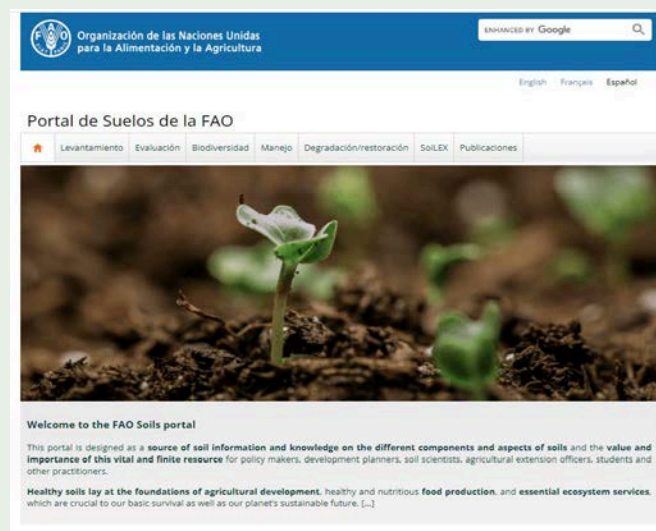 Organización de las Naciones Unidas
para la Alimentación y la Agricultura
ENHANCED BY Google
English Français Español
Portal de Suelos de la FAO
Levantamiento Evaluación Biodiversidad Manejo Degradación/restoración SoiLEX Publicaciones
Welcome to the FAO Soils portal
This portal is designed as a source of soil information and knowledge on the different components and aspects of soils and the value and
importance of this vital and finite resource for policy makers, development planners, soil scientists, agricultural extension officers, students and
other practitioners.
Healthy soils lay at the foundations of agricultural development, healthy and nutritious food production, and essential ecosystem services,
which are crucial to our basic survival as well as our planet's sustainable future. [...]